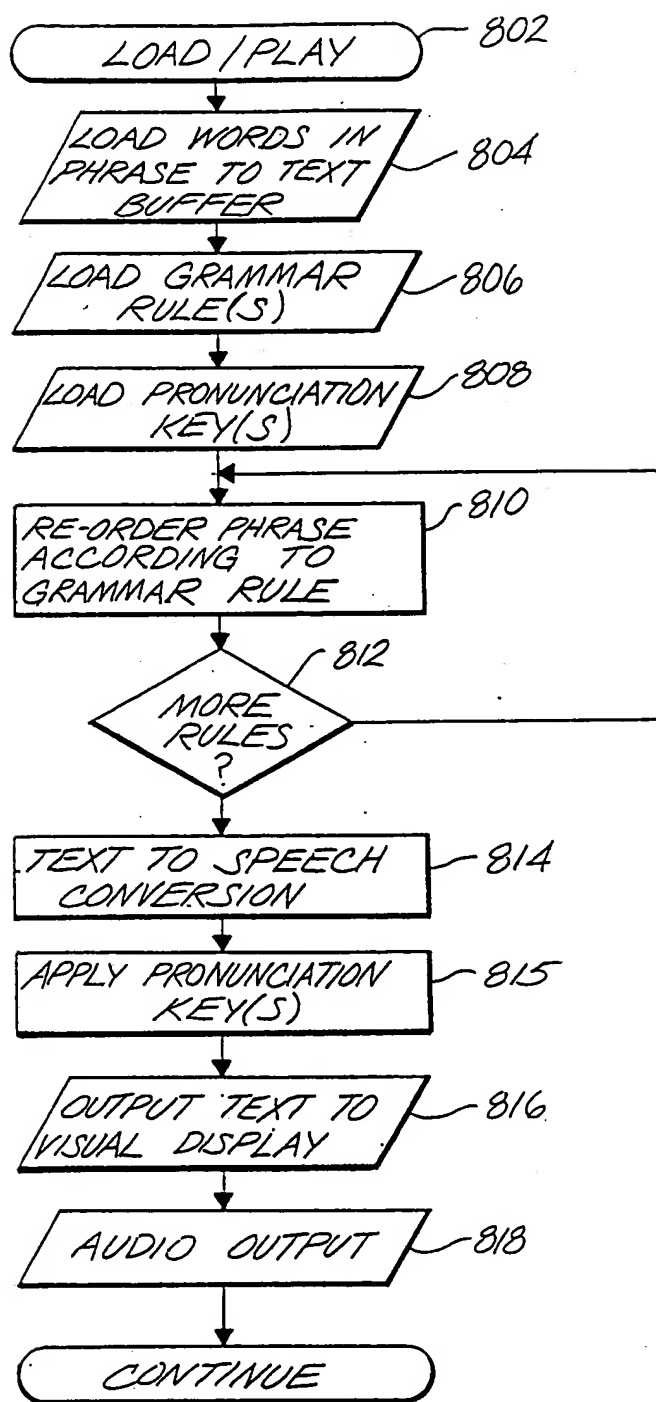 LOAD / PLAY
802
LOAD WORDS IN
PHRASE TO TEXT
BUFFER
804
LOAD GRAMMAR
RULE(S)
806
LOAD PRONUNCIATION
KEY(S)
808
RE-ORDER PHRASE
ACCORDING TO
GRAMMAR RULE
810
MORE
RULES
?
812
TEXT TO SPEECH
CONVERSION
814
APPLY PRONUNCIATION
KEY(S)
815
OUTPUT TEXT TO
VISUAL DISPLAY
816
AUDIO OUTPUT
818
CONTINUE